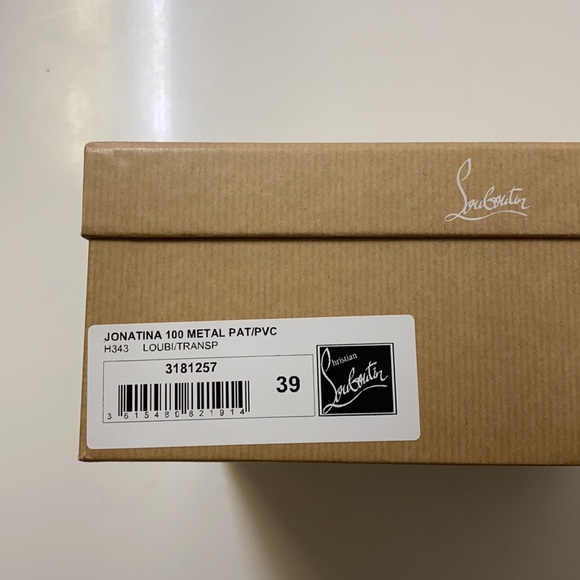 Louboutin
JONATINA 100 METAL PAT/PVC
H343 LOUBI/TRANSP
3181257
39
3 615480 821914
Christian
Louboutin